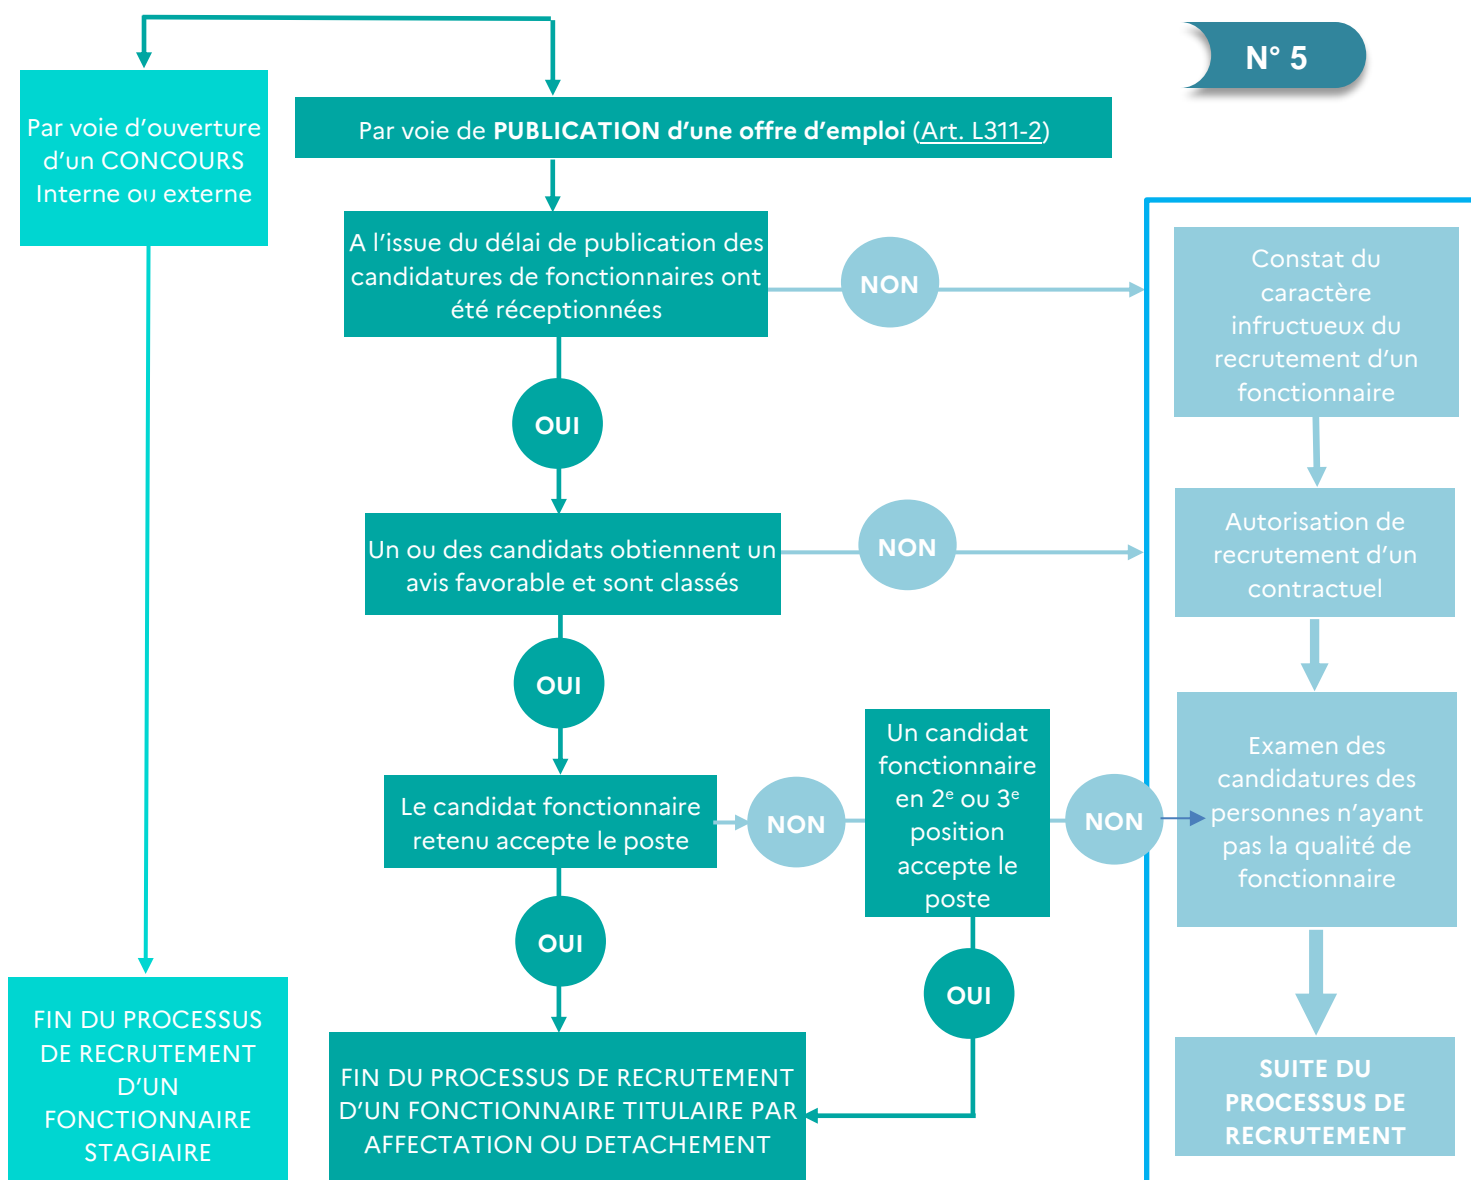 N° 5
Par voie d'ouverture
d'un CONCOURS
Interne ou externe
Par voie de PUBLICATION d'une offre d'emploi (Art. L311-2)
A l'issue du délai de publication des
candidatures de fonctionnaires ont
été réceptionnées
NON
Constat du
caractère
infructueux du
recrutement d'un
fonctionnaire
OUI
Un ou des candidats obtiennent un
avis favorable et sont classés
NON
Autorisation de
recrutement d'un
contractuel
OUI
Le candidat fonctionnaire
retenu accepte le poste
NON
Un candidat
fonctionnaire
en 2e ou 3e
position
accepte le
poste
NON
Examen des
candidatures des
personnes n'ayant
pas la qualité de
fonctionnaire
OUI
OUI
FIN DU PROCESSUS
DE RECRUTEMENT
D'UN
FONCTIONNAIRE
STAGIAIRE
FIN DU PROCESSUS DE RECRUTEMENT
D'UN FONCTIONNAIRE TITULAIRE PAR
AFFECTATION OU DETACHEMENT
SUITE DU
PROCESSUS DE
RECRUTEMENT